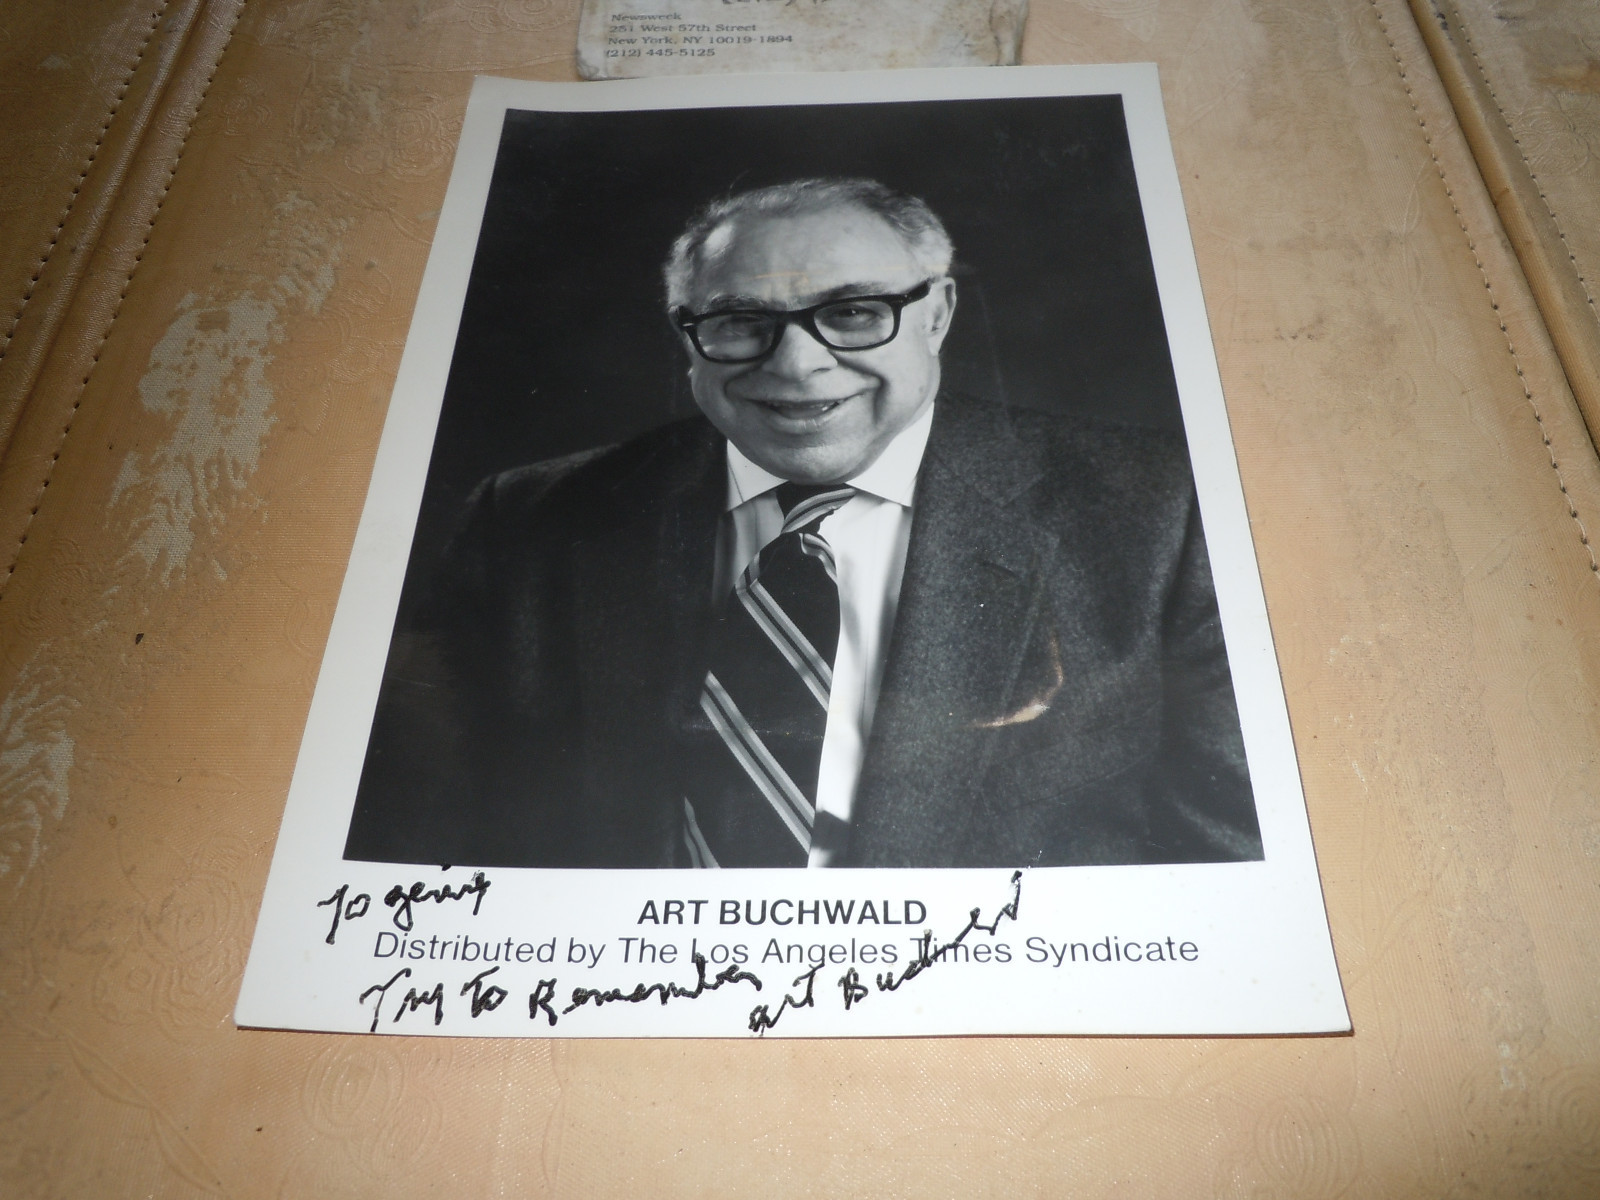 Newsweek
251 West 57th Street
New York, NY 10019-1894
(212) 445-5125
To
ART BUCHWALD
Distributed by The Los Angeles Times Syndicate
Try To Remember
Art Buchwald